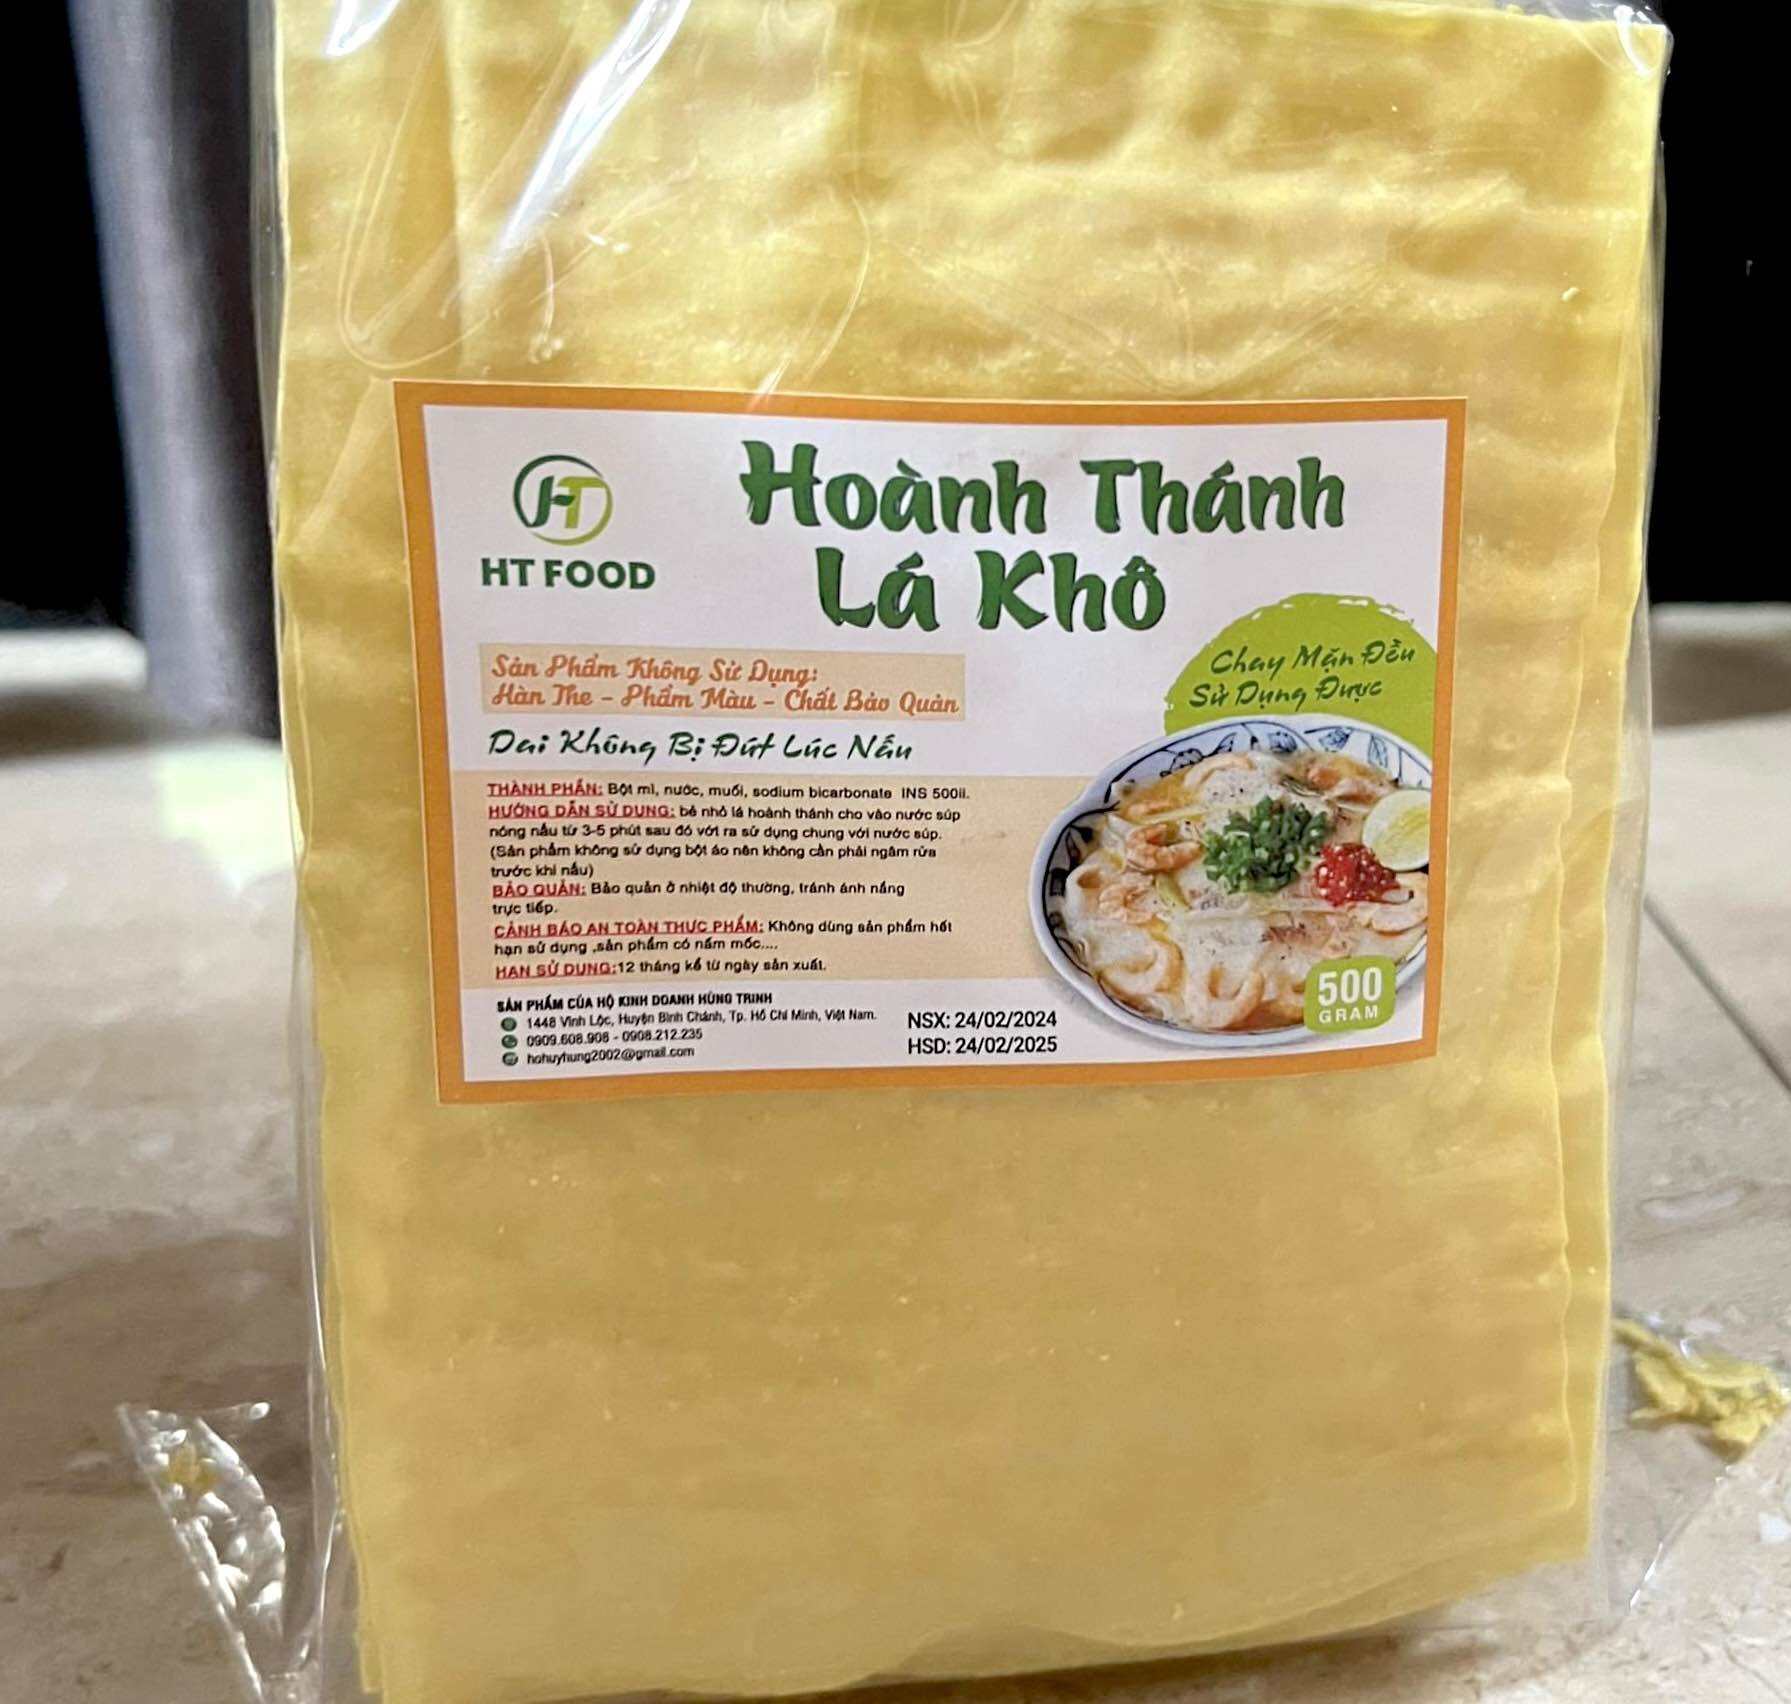 HT
HT FOOD
Hoành Thánh
Lá Khô
Sản Phẩm Không Sử Dụng:
Hàn The - Phẩm Màu - Chất Bảo Quản
Dai Không Bị Đứt Lúc Nấu
Chay Mặn Đều
Sử Dụng Được
THÀNH PHẦN: Bột mì, nước, muối, sodium bicarbonate INS 500ii.
HƯỚNG DẪN SỬ DỤNG: bẻ nhỏ lá hoành thánh cho vào nước súp
nóng nấu từ 3-5 phút sau đó vớt ra sử dụng chung với nước súp.
(Sản phẩm không sử dụng bột áo nên không cần phải ngâm rửa
trước khi nấu)
BẢO QUẢN: Bảo quản ở nhiệt độ thường, tránh ánh nắng
trực tiếp.
CẢNH BÁO AN TOÀN THỰC PHẨM: Không dùng sản phẩm hết
hạn sử dụng ,sản phẩm có nấm mốc....
HẠN SỬ DỤNG:12 tháng kể từ ngày sản xuất.
SẢN PHẨM CỦA HỘ KINH DOANH HÙNG TRINH
1448 Vĩnh Lộc, Huyện Bình Chánh, Tp. Hồ Chí Minh, Việt Nam.
0909.608.908 - 0908.212.235
hohuyhung2002@gmail.com
NSX: 24/02/2024
HSD: 24/02/2025
500
GRAM